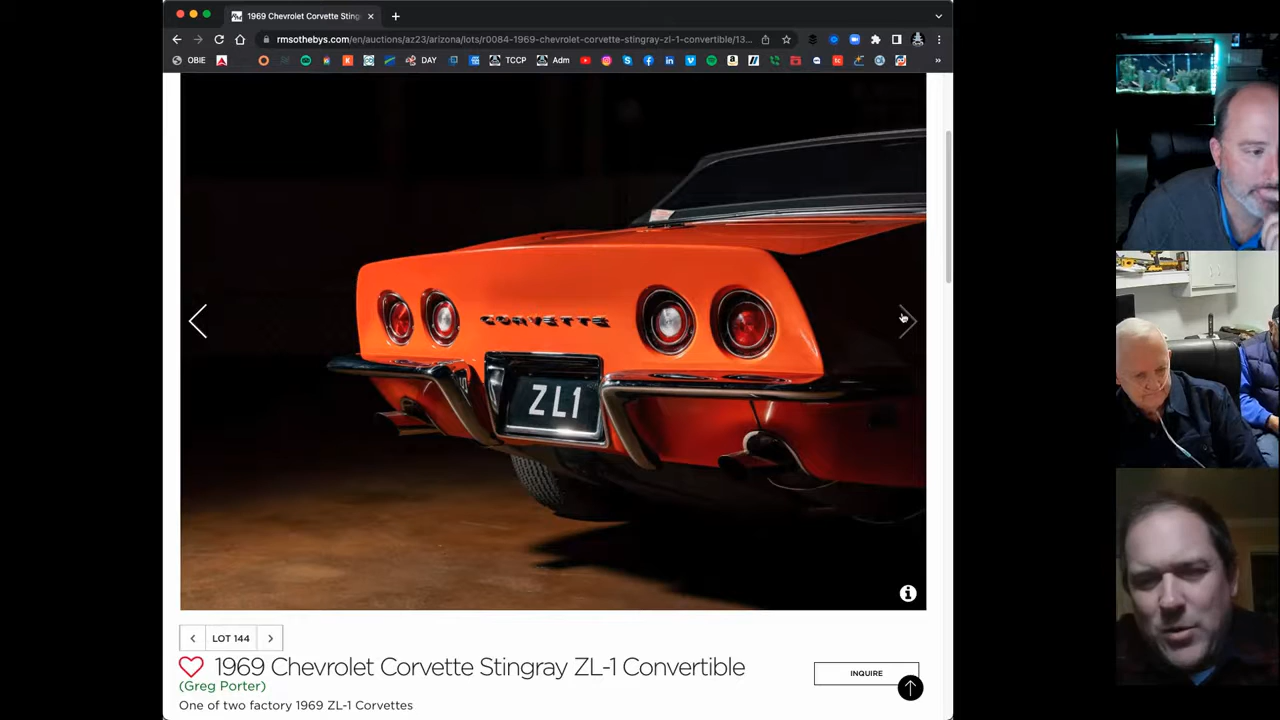 1969 Chevrolet Corvette Sting
rmsothebys.com/en/auctions/az23/arizona/lots/r0084-1969-chevrolet-corvette-stingray-zl-1-convertible/13...
OBIE
DAY
TCCP
Adm
CORVETTE
ZL1
LOT 144
1969 Chevrolet Corvette Stingray ZL-1 Convertible
INQUIRE
(Greg Porter)
One of two factory 1969 ZL-1 Corvettes